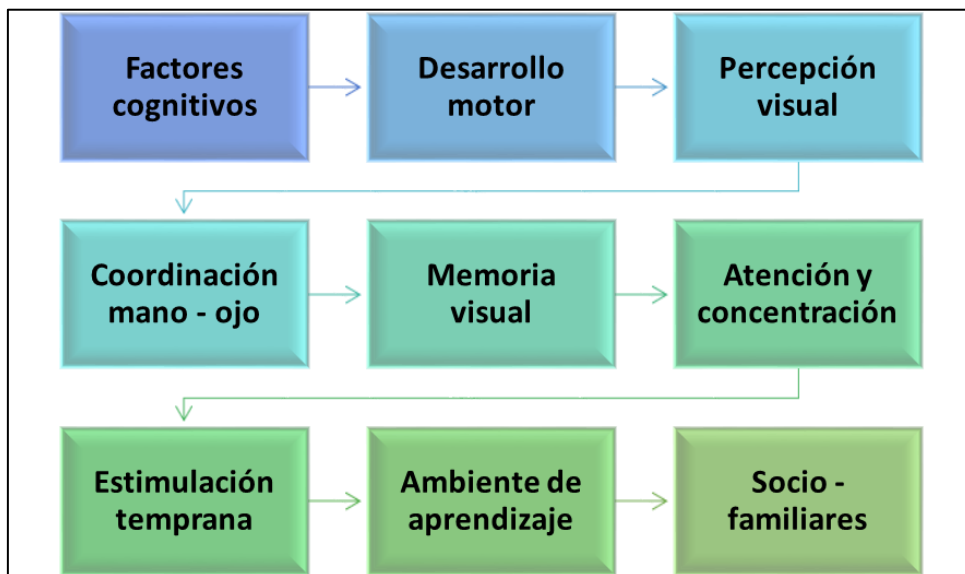 Factores
cognitivos
Desarrollo
motor
Percepción
visual
Coordinación
mano - ojo
Memoria
visual
Atención y
concentración
Estimulación
temprana
Ambiente de
aprendizaje
Socio -
familiares